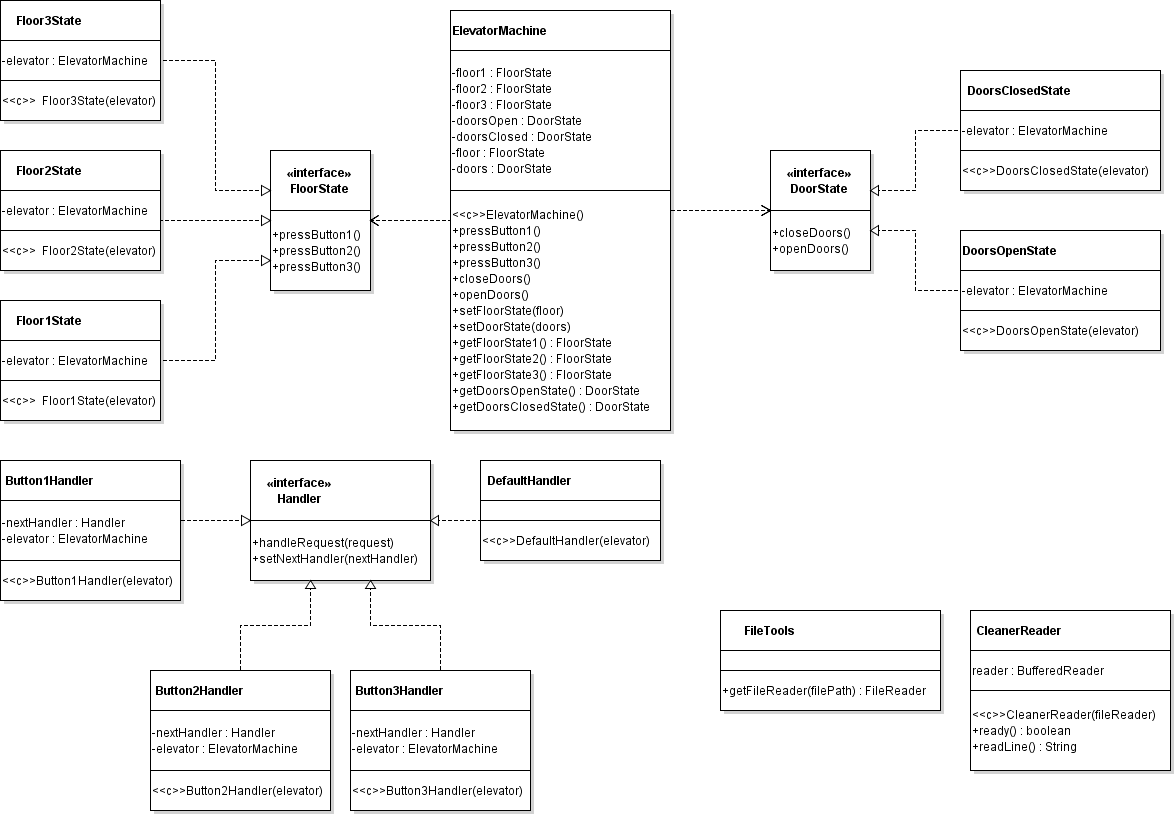 Floor3State
-elevator : ElevatorMachine
<<c>> Floor3State(elevator)
Floor2State
-elevator : ElevatorMachine
<<c>> Floor2State(elevator)
Floor1State
-elevator : ElevatorMachine
<<c>> Floor1State(elevator)
«interface»
FloorState
+pressButton1()
+pressButton2()
+pressButton3()
ElevatorMachine
-floor1 : FloorState
-floor2 : FloorState
-floor3 : FloorState
-doorsOpen : DoorState
-doorsClosed : DoorState
-floor : FloorState
-doors : DoorState
<<c>>ElevatorMachine()
+pressButton1()
+pressButton2()
+pressButton3()
+closeDoors()
+openDoors()
+setFloorState(floor)
+setDoorState(doors)
+getFloorState1() : FloorState
+getFloorState2() : FloorState
+getFloorState3() : FloorState
+getDoorsOpenState() : DoorState
+getDoorsClosedState() : DoorState
«interface»
DoorState
+closeDoors()
+openDoors()
DoorsClosedState
-elevator : ElevatorMachine
<<c>>DoorsClosedState(elevator)
DoorsOpenState
-elevator : ElevatorMachine
<<c>>DoorsOpenState(elevator)
Button1Handler
-nextHandler : Handler
-elevator : ElevatorMachine
<<c>>Button1Handler(elevator)
«interface»
Handler
+handleRequest(request)
+setNextHandler(nextHandler)
DefaultHandler
<<c>>DefaultHandler(elevator)
Button2Handler
-nextHandler : Handler
-elevator : ElevatorMachine
<<c>>Button2Handler(elevator)
Button3Handler
-nextHandler : Handler
-elevator : ElevatorMachine
<<c>>Button3Handler(elevator)
FileTools
+getFileReader(filePath) : FileReader
CleanerReader
reader : BufferedReader
<<c>>CleanerReader(fileReader)
+ready() : boolean
+readLine() : String